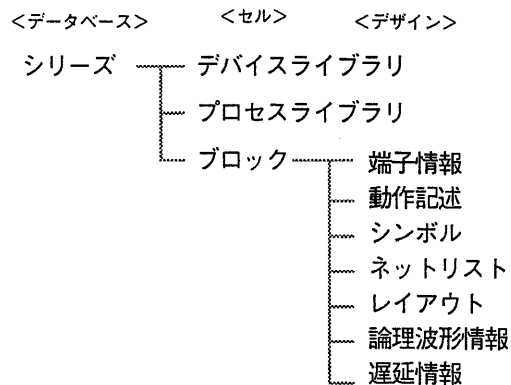 ＜データベース＞ ＜セル＞ ＜デザイン＞
シリーズ デバイスライブラリ
プロセスライブラリ
ブロック 端子情報
動作記述
シンボル
ネットリスト
レイアウト
論理波形情報
遅延情報